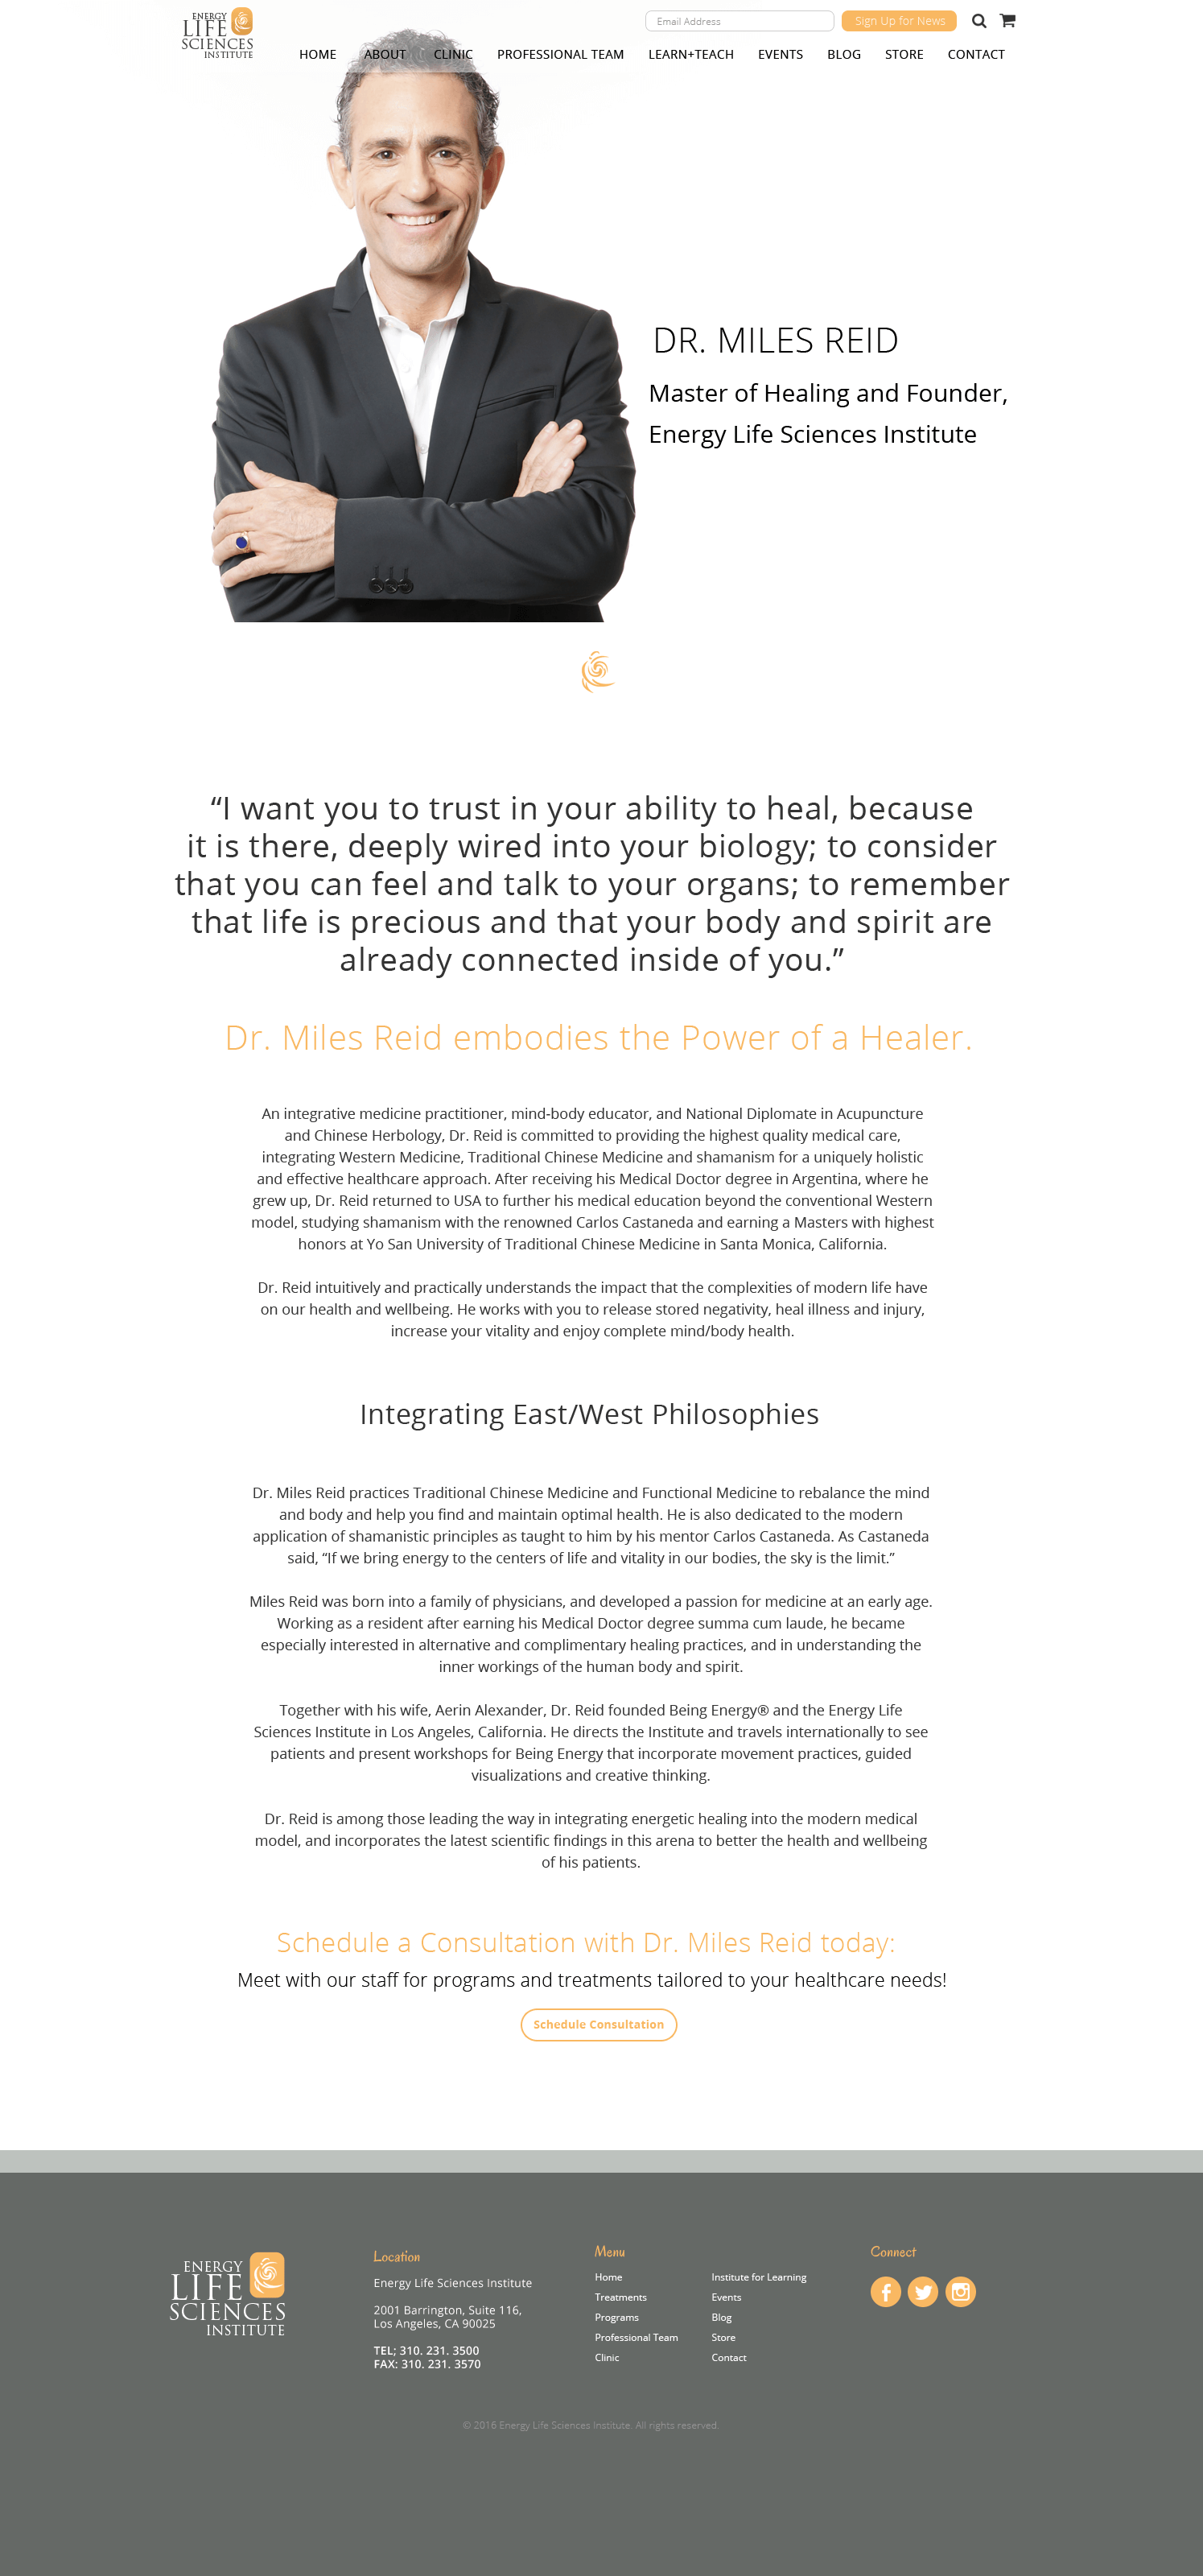 ENERGY
LIFE
SCIENCES
INSTITUTE
Email Address
Sign Up for News
HOME ABOUT CLINIC PROFESSIONAL TEAM LEARN+TEACH EVENTS BLOG STORE CONTACT
DR. MILES REID
Master of Healing and Founder,
Energy Life Sciences Institute
“I want you to trust in your ability to heal, because
it is there, deeply wired into your biology; to consider
that you can feel and talk to your organs; to remember
that life is precious and that your body and spirit are
already connected inside of you.”
Dr. Miles Reid embodies the Power of a Healer.
An integrative medicine practitioner, mind-body educator, and National Diplomate in Acupuncture
and Chinese Herbology, Dr. Reid is committed to providing the highest quality medical care,
integrating Western Medicine, Traditional Chinese Medicine and shamanism for a uniquely holistic
and effective healthcare approach. After receiving his Medical Doctor degree in Argentina, where he
grew up, Dr. Reid returned to USA to further his medical education beyond the conventional Western
model, studying shamanism with the renowned Carlos Castaneda and earning a Masters with highest
honors at Yo San University of Traditional Chinese Medicine in Santa Monica, California.
Dr. Reid intuitively and practically understands the impact that the complexities of modern life have
on our health and wellbeing. He works with you to release stored negativity, heal illness and injury,
increase your vitality and enjoy complete mind/body health.
Integrating East/West Philosophies
Dr. Miles Reid practices Traditional Chinese Medicine and Functional Medicine to rebalance the mind
and body and help you find and maintain optimal health. He is also dedicated to the modern
application of shamanistic principles as taught to him by his mentor Carlos Castaneda. As Castaneda
said, “If we bring energy to the centers of life and vitality in our bodies, the sky is the limit.”
Miles Reid was born into a family of physicians, and developed a passion for medicine at an early age.
Working as a resident after earning his Medical Doctor degree summa cum laude, he became
especially interested in alternative and complimentary healing practices, and in understanding the
inner workings of the human body and spirit.
Together with his wife, Aerin Alexander, Dr. Reid founded Being Energy® and the Energy Life
Sciences Institute in Los Angeles, California. He directs the Institute and travels internationally to see
patients and present workshops for Being Energy that incorporate movement practices, guided
visualizations and creative thinking.
Dr. Reid is among those leading the way in integrating energetic healing into the modern medical
model, and incorporates the latest scientific findings in this arena to better the health and wellbeing
of his patients.
Schedule a Consultation with Dr. Miles Reid today:
Meet with our staff for programs and treatments tailored to your healthcare needs!
Schedule Consultation
ENERGY
LIFE
SCIENCES
INSTITUTE
Location
Energy Life Sciences Institute
2001 Barrington, Suite 116,
Los Angeles, CA 90025
TEL; 310. 231. 3500
FAX: 310. 231. 3570
Menu
Home
Treatments
Programs
Professional Team
Clinic
Institute for Learning
Events
Blog
Store
Contact
Connect
© 2016 Energy Life Sciences Institute. All rights reserved.